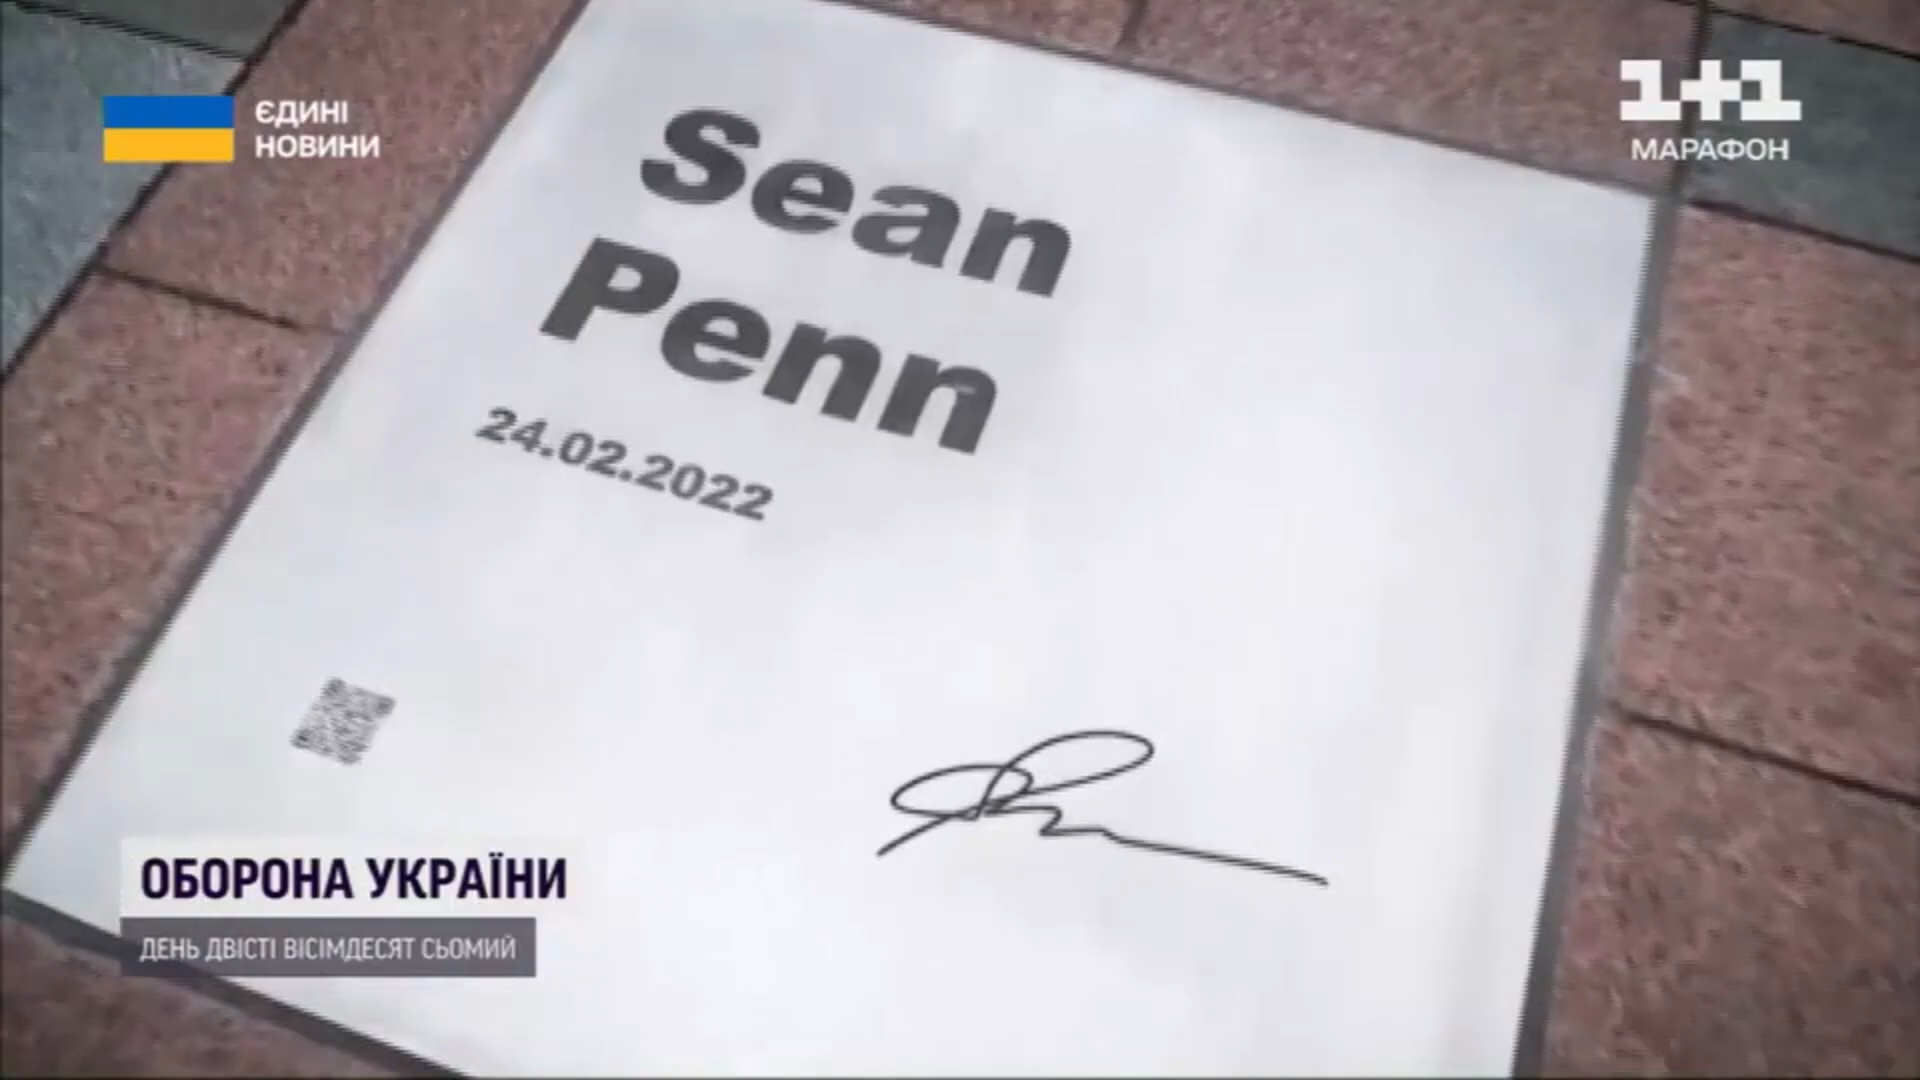 ЄДИНІ
НОВИНИ
1+1
МАРАФОН
Sean
Penn
24.02.2022
ОБОРОНА УКРАЇНИ
ДЕНЬ ДВІСТІ ВІСІМДЕСЯТ СЬОМИЙ